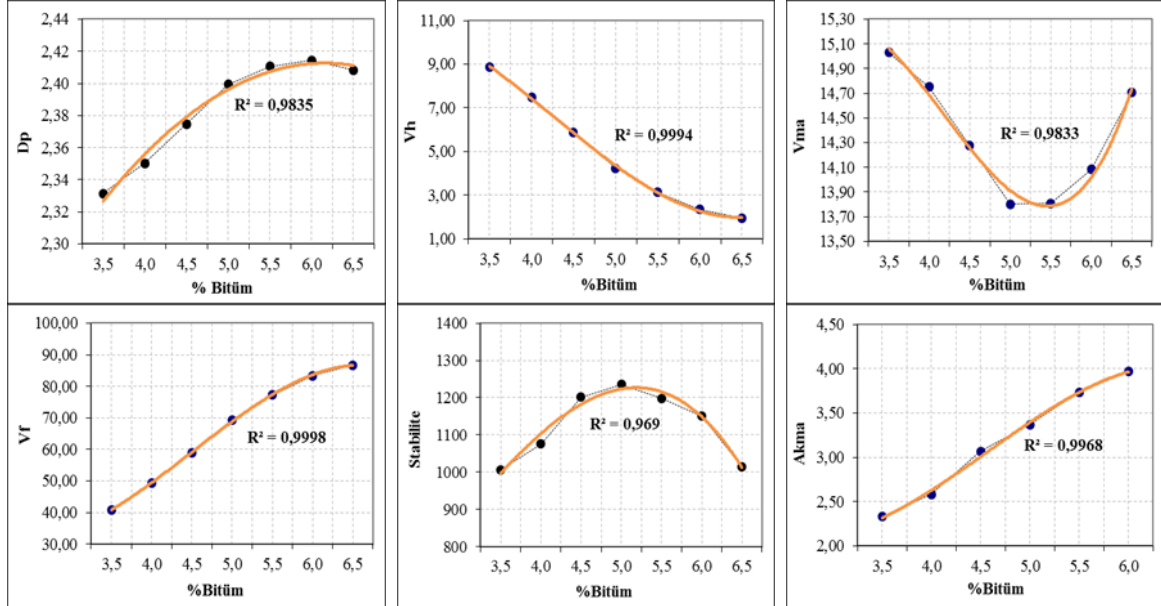 2,44
2,42
2,40
2,38
2,36
2,34
2,32
2,30
Dp
R² = 0,9835
3,5 4,0 4,5 5,0 5,5 6,0 6,5
% Bitüm
11,00
9,00
7,00
5,00
3,00
1,00
Vh
R² = 0,9994
3,5 4,0 4,5 5,0 5,5 6,0 6,5
%Bitüm
15,30
15,10
14,90
14,70
14,50
14,30
14,10
13,90
13,70
13,50
Vma
R² = 0,9833
3,5 4,0 4,5 5,0 5,5 6,0 6,5
%Bitüm
100,00
90,00
80,00
70,00
60,00
50,00
40,00
30,00
Vf
R² = 0,9998
3,5 4,0 4,5 5,0 5,5 6,0 6,5
%Bitüm
1400
1300
1200
1100
1000
900
800
Stabilite
R² = 0,969
3,5 4,0 4,5 5,0 5,5 6,0 6,5
%Bitüm
4,50
4,00
3,50
3,00
2,50
2,00
Akma
R² = 0,9968
3,5 4,0 4,5 5,0 5,5 6,0
%Bitüm